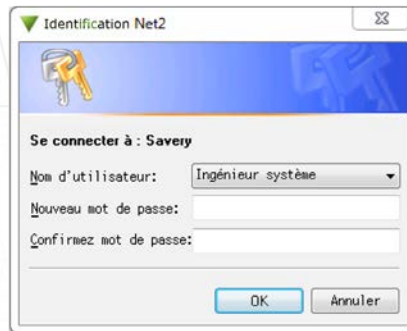 Identification Net2
Se connecter à : Savery
Nom d'utilisateur: Ingénieur système
Nouveau mot de passe:
Confirmez mot de passe:
OK Annuler